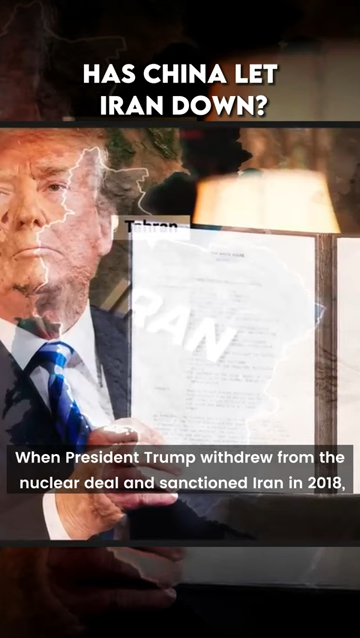 HAS CHINA LET
IRAN DOWN?
Tehran
IRAN
When President Trump withdrew from the
nuclear deal and sanctioned Iran in 2018,